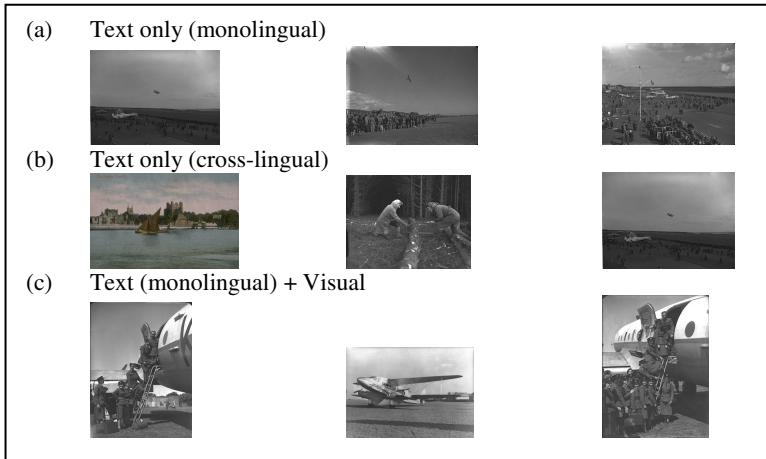 (a) Text only (monolingual)
(b) Text only (cross-lingual)
(c) Text (monolingual) + Visual